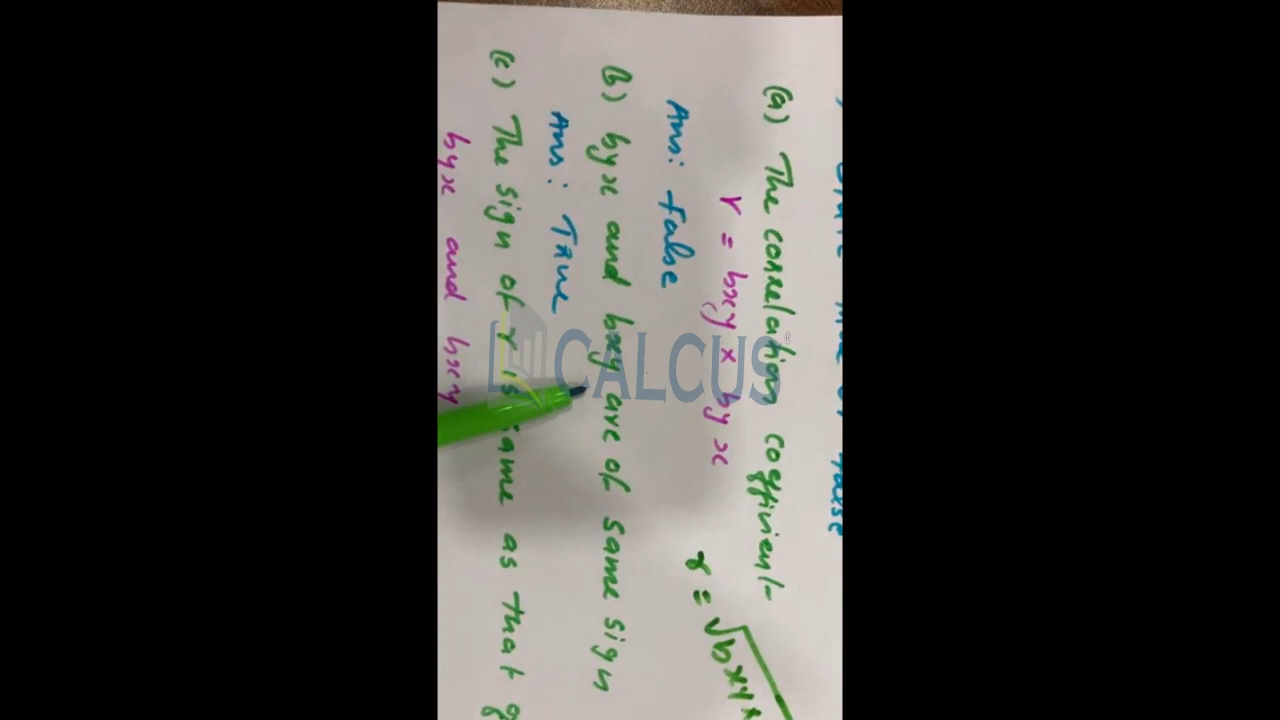 false
(a) The correlation coefficient
r = bxy × byx
r = √bxy ×
Ans: False
(b) byx and bxy are of same sign
Ans: True
(c) The sign of r is same as that
byx and bxy
CALCUS